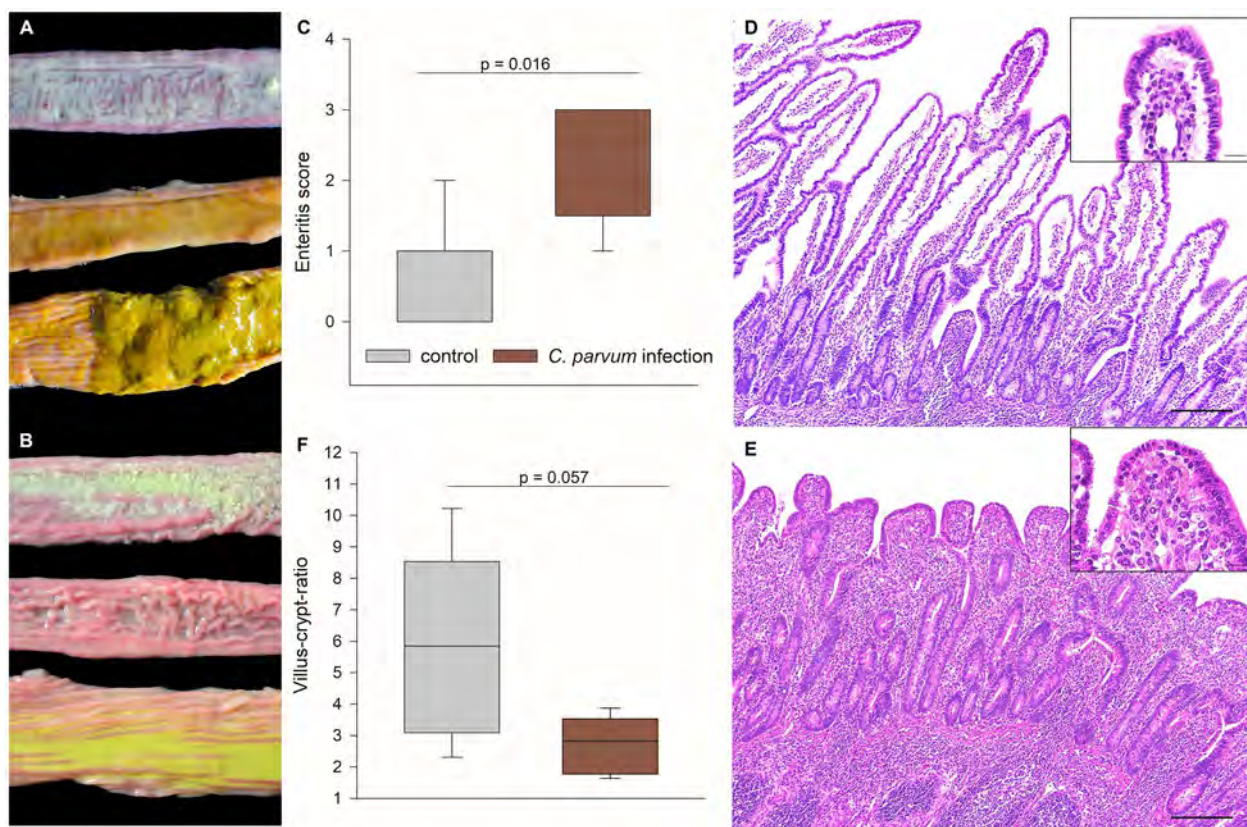 A
B
C
4
3
2
1
0
Enteritis score
p = 0.016
control
C. parvum infection
F
12
11
10
9
8
7
6
5
4
3
2
1
Villus-crypt-ratio
p = 0.057
D
E